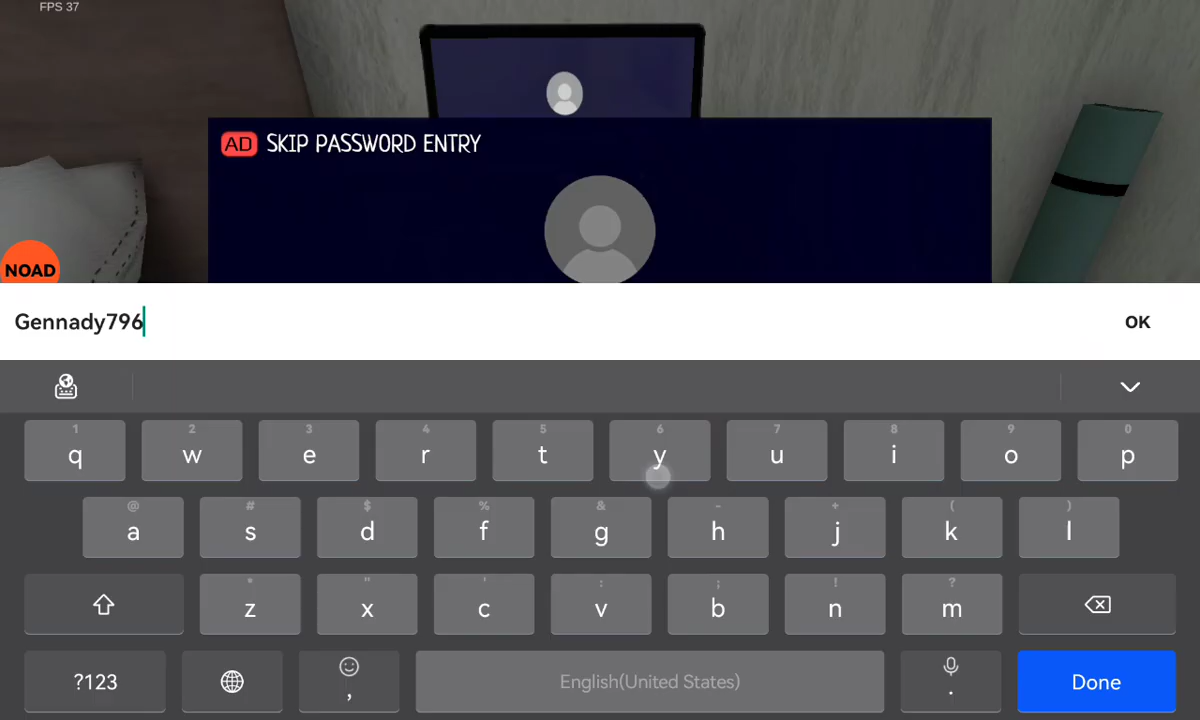 FPS 37
AD SKIP PASSWORD ENTRY
NOAD
Gennady796
OK
1 2 3 4 5 6 7 8 9 0
q w e r t y u i o p
@ # $ % & - + ( )
a s d f g h j k l
* " ' : ; ! ?
z x c v b n m
?123 , English(United States) . Done